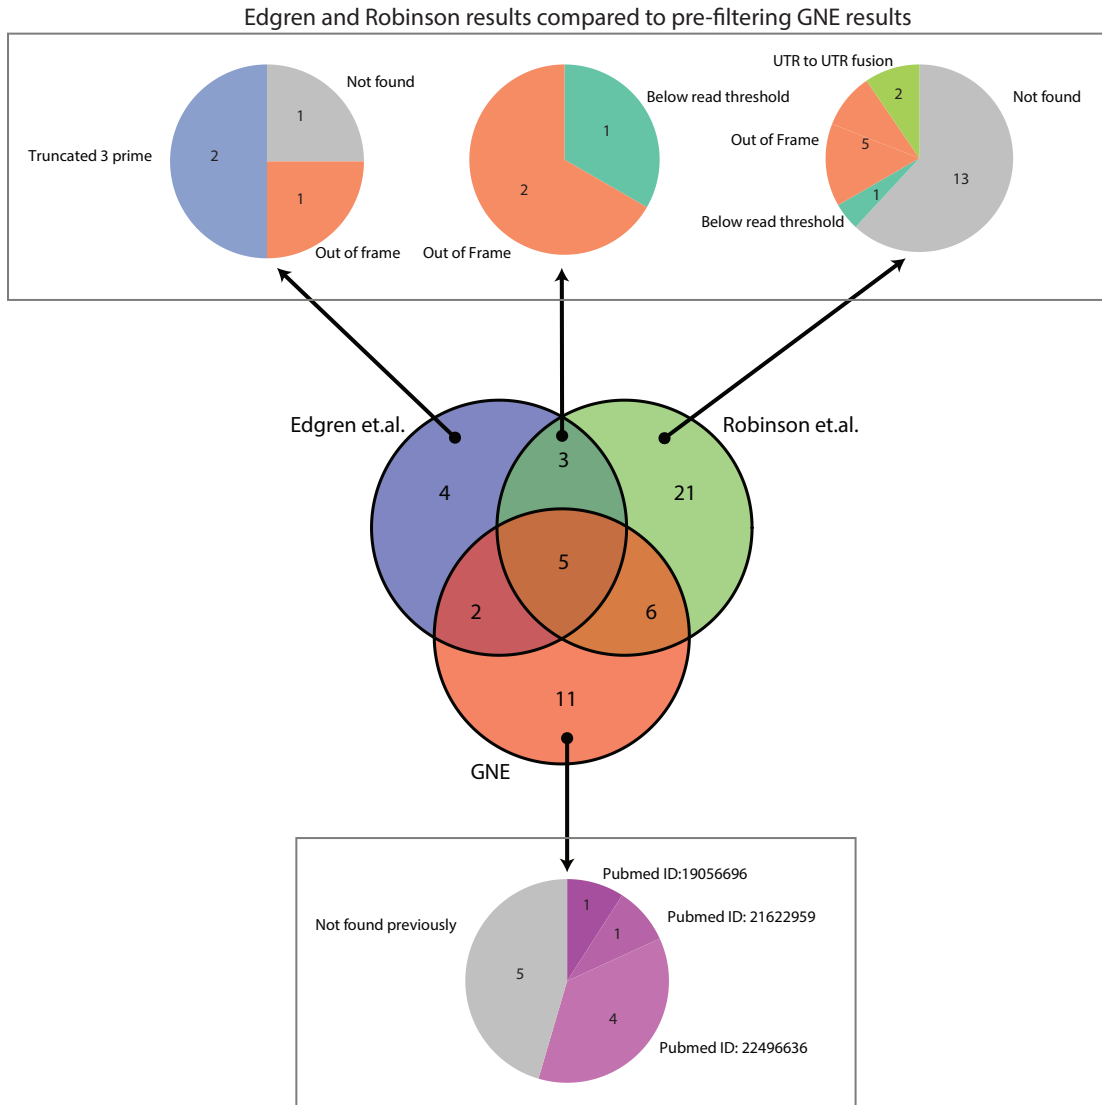 Edgren and Robinson results compared to pre-filtering GNE results
Not found
1
Truncated 3 prime
2
1
Out of frame
Below read threshold
1
2
Out of Frame
UTR to UTR fusion
2
Not found
Out of Frame
5
13
1
Below read threshold
Edgren et.al.
Robinson et.al.
3
4
21
5
2
6
11
GNE
Pubmed ID:19056696
1
Pubmed ID: 21622959
1
Not found previously
5
4
Pubmed ID: 22496636